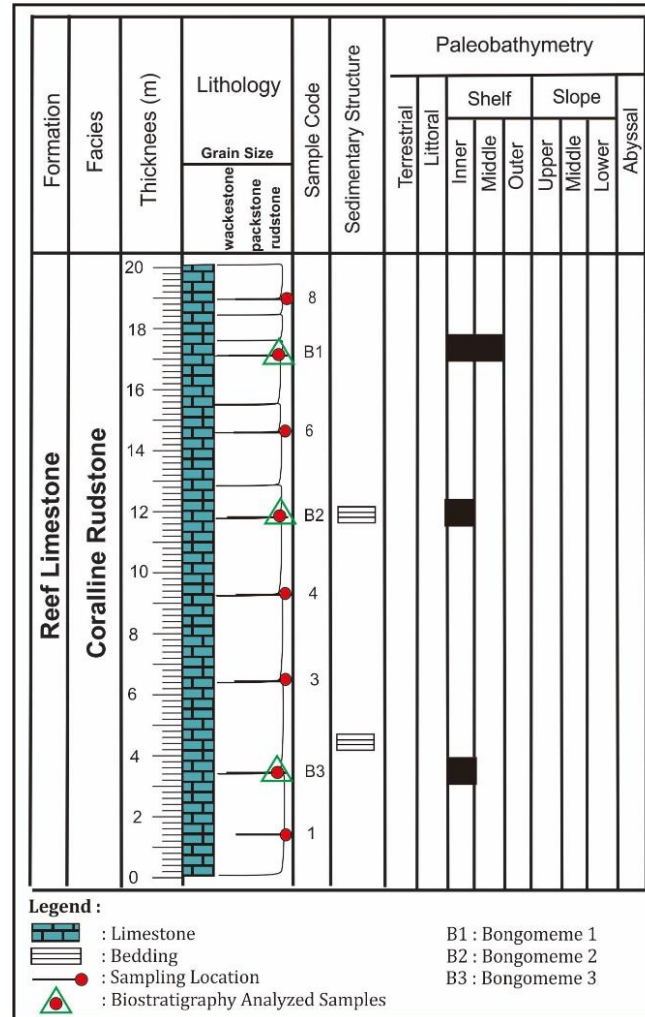 Formation
Facies
Thicknees (m)
Lithology
Grain Size
wackestone
packstone
rudstone
Sample Code
Sedimentary Structure
Paleobathymetry
Terrestrial
Littoral
Shelf
Inner
Middle
Outer
Slope
Upper
Middle
Lower
Abyssal
Reef Limestone
Coralline Rudstone
20
18
16
14
12
10
8
6
4
2
0
8
B1
6
B2
4
3
B3
1
Legend :
: Limestone
: Bedding
: Sampling Location
: Biostratigraphy Analyzed Samples
B1 : Bongomeme 1
B2 : Bongomeme 2
B3 : Bongomeme 3